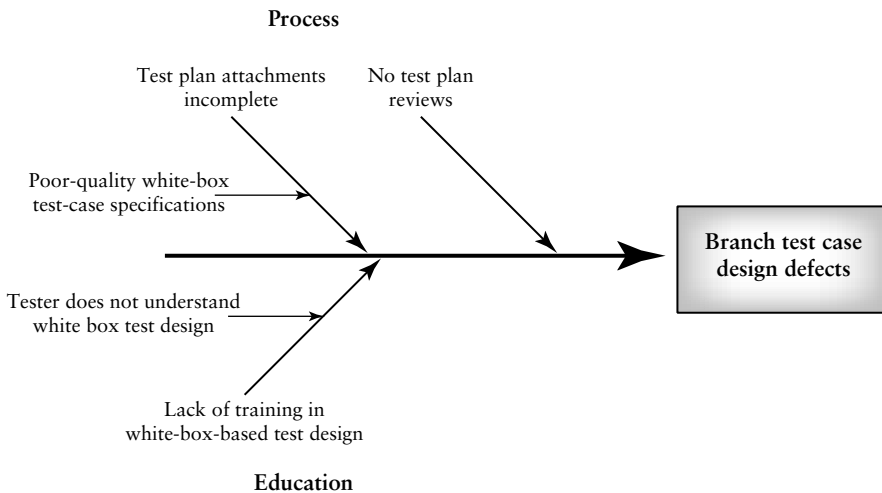 Process
Test plan attachments
incomplete
No test plan
reviews
Poor-quality white-box
test-case specifications
Branch test case
design defects
Tester does not understand
white box test design
Lack of training in
white-box-based test design
Education